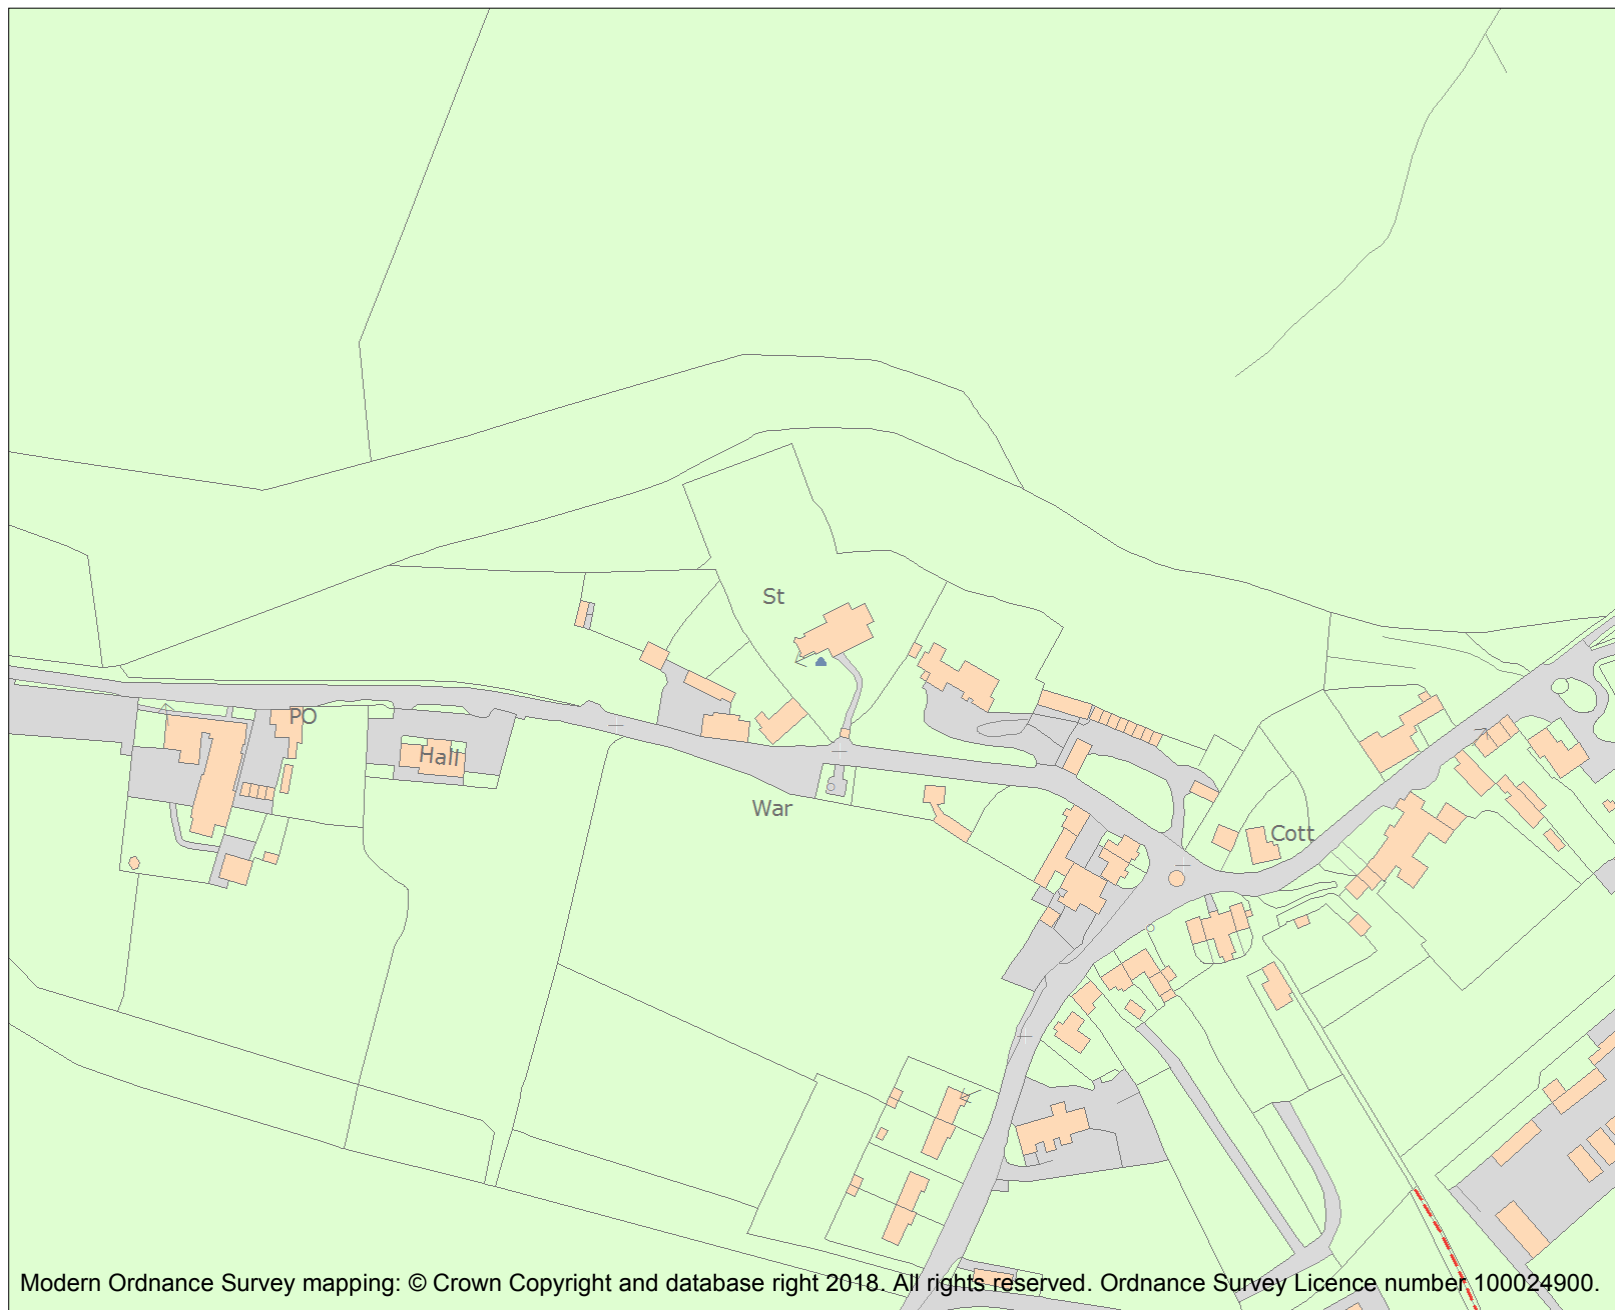 St
PO
Hall
War
Cott
Modern Ordnance Survey mapping: © Crown Copyright and database right 2018. All rights reserved. Ordnance Survey Licence number 100024900.